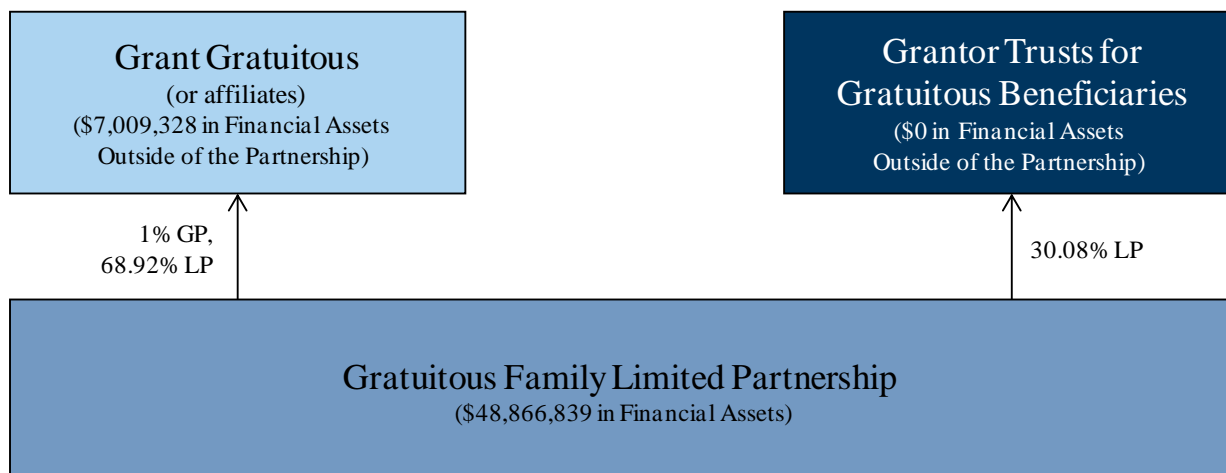 Grant Gratuitous
(or affiliates)
($7,009,328 in Financial Assets
Outside of the Partnership)
Grantor Trusts for
Gratuitous Beneficiaries
($0 in Financial Assets
Outside of the Partnership)
1% GP,
68.92% LP
30.08% LP
Gratuitous Family Limited Partnership
($48,866,839 in Financial Assets)